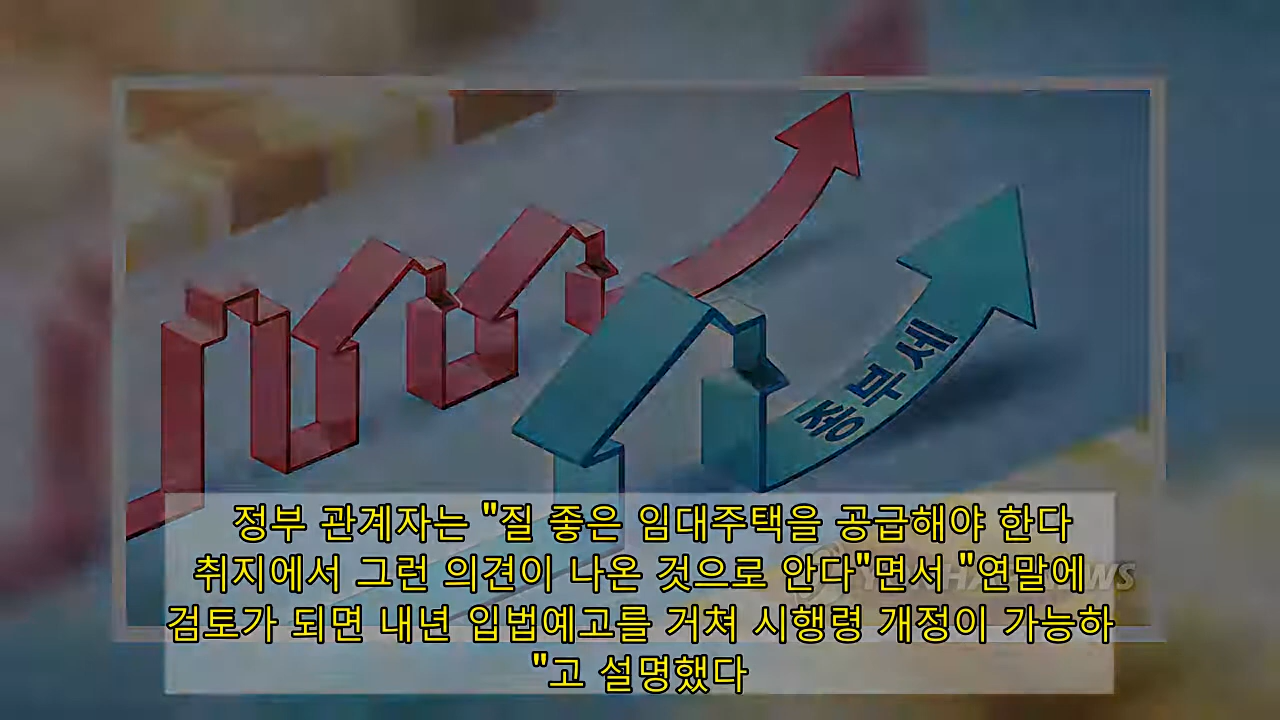 종부세
정부 관계자는 "질 좋은 임대주택을 공급해야 한다
취지에서 그런 의견이 나온 것으로 안다"면서 "연말에
검토가 되면 내년 입법예고를 거쳐 시행령 개정이 가능하
"고 설명했다